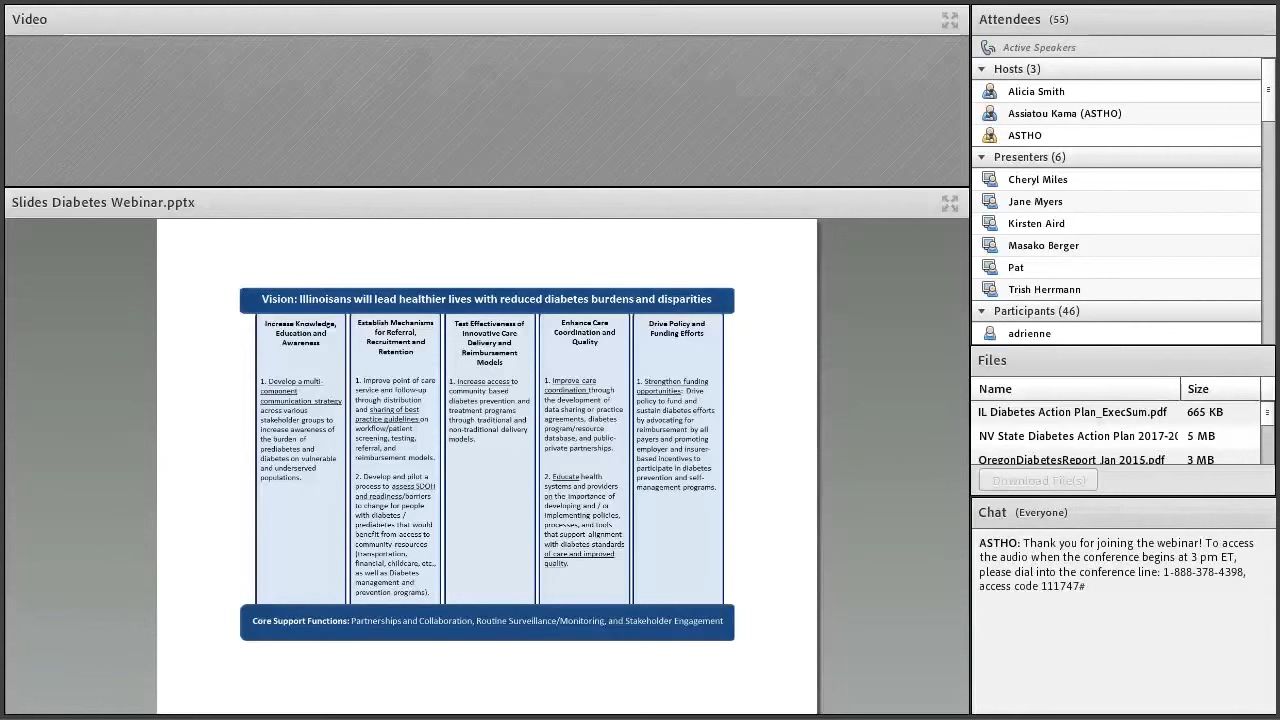 Video
Slides Diabetes Webinar.pptx
Vision: Illinoisans will lead healthier lives with reduced diabetes burdens and disparities
Increase Knowledge,
Education and
Awareness
1. Develop a multi-
component
communication strategy
across various
stakeholder groups to
increase awareness of
the burden of
prediabetes and
diabetes on vulnerable
and underserved
populations.
Establish Mechanisms
for Referral,
Recruitment and
Retention
1. Improve point of care
service and follow-up
through distribution
and sharing of best
practice guidelines on
workflow/patient
screening, testing,
referral, and
reimbursement models.
2. Develop and pilot a
process to assess SDOH
and readiness/barriers
to change for people
with diabetes /
prediabetes that would
benefit from access to
community resources
(transportation,
financial, childcare, etc.,
as well as Diabetes
management and
prevention programs).
Test Effectiveness of
Innovative Care
Delivery and
Reimbursement
Models
1. Increase access to
community based
diabetes prevention and
treatment programs
through traditional and
non-traditional delivery
models.
Enhance Care
Coordination and
Quality
1. Improve care
coordination through
the development of
data sharing or practice
agreements, diabetes
program/resource
database, and public-
private partnerships.
2. Educate health
systems and providers
on the importance of
developing and / or
implementing policies,
processes, and tools
that support alignment
with diabetes standards
of care and improved
quality.
Drive Policy and
Funding Efforts
1. Strengthen funding
opportunities: Drive
policy to fund and
sustain diabetes efforts
by advocating for
reimbursement by all
payers and promoting
employer and insurer-
based incentives to
participate in diabetes
prevention and self-
management programs.
Core Support Functions: Partnerships and Collaboration, Routine Surveillance/Monitoring, and Stakeholder Engagement
Attendees (55)
Active Speakers
Hosts (3)
Alicia Smith
Assiatou Kama (ASTHO)
ASTHO
Presenters (6)
Cheryl Miles
Jane Myers
Kirsten Aird
Masako Berger
Pat
Trish Herrmann
Participants (46)
adrienne
Files
Name Size
IL Diabetes Action Plan_ExecSum.pdf 665 KB
NV State Diabetes Action Plan 2017-20 5 MB
OregonDiabetesReport Jan 2015.pdf 3 MB
Download File(s)
Chat (Everyone)
ASTHO: Thank you for joining the webinar! To access
the audio when the conference begins at 3 pm ET,
please dial into the conference line: 1-888-378-4398,
access code 111747#